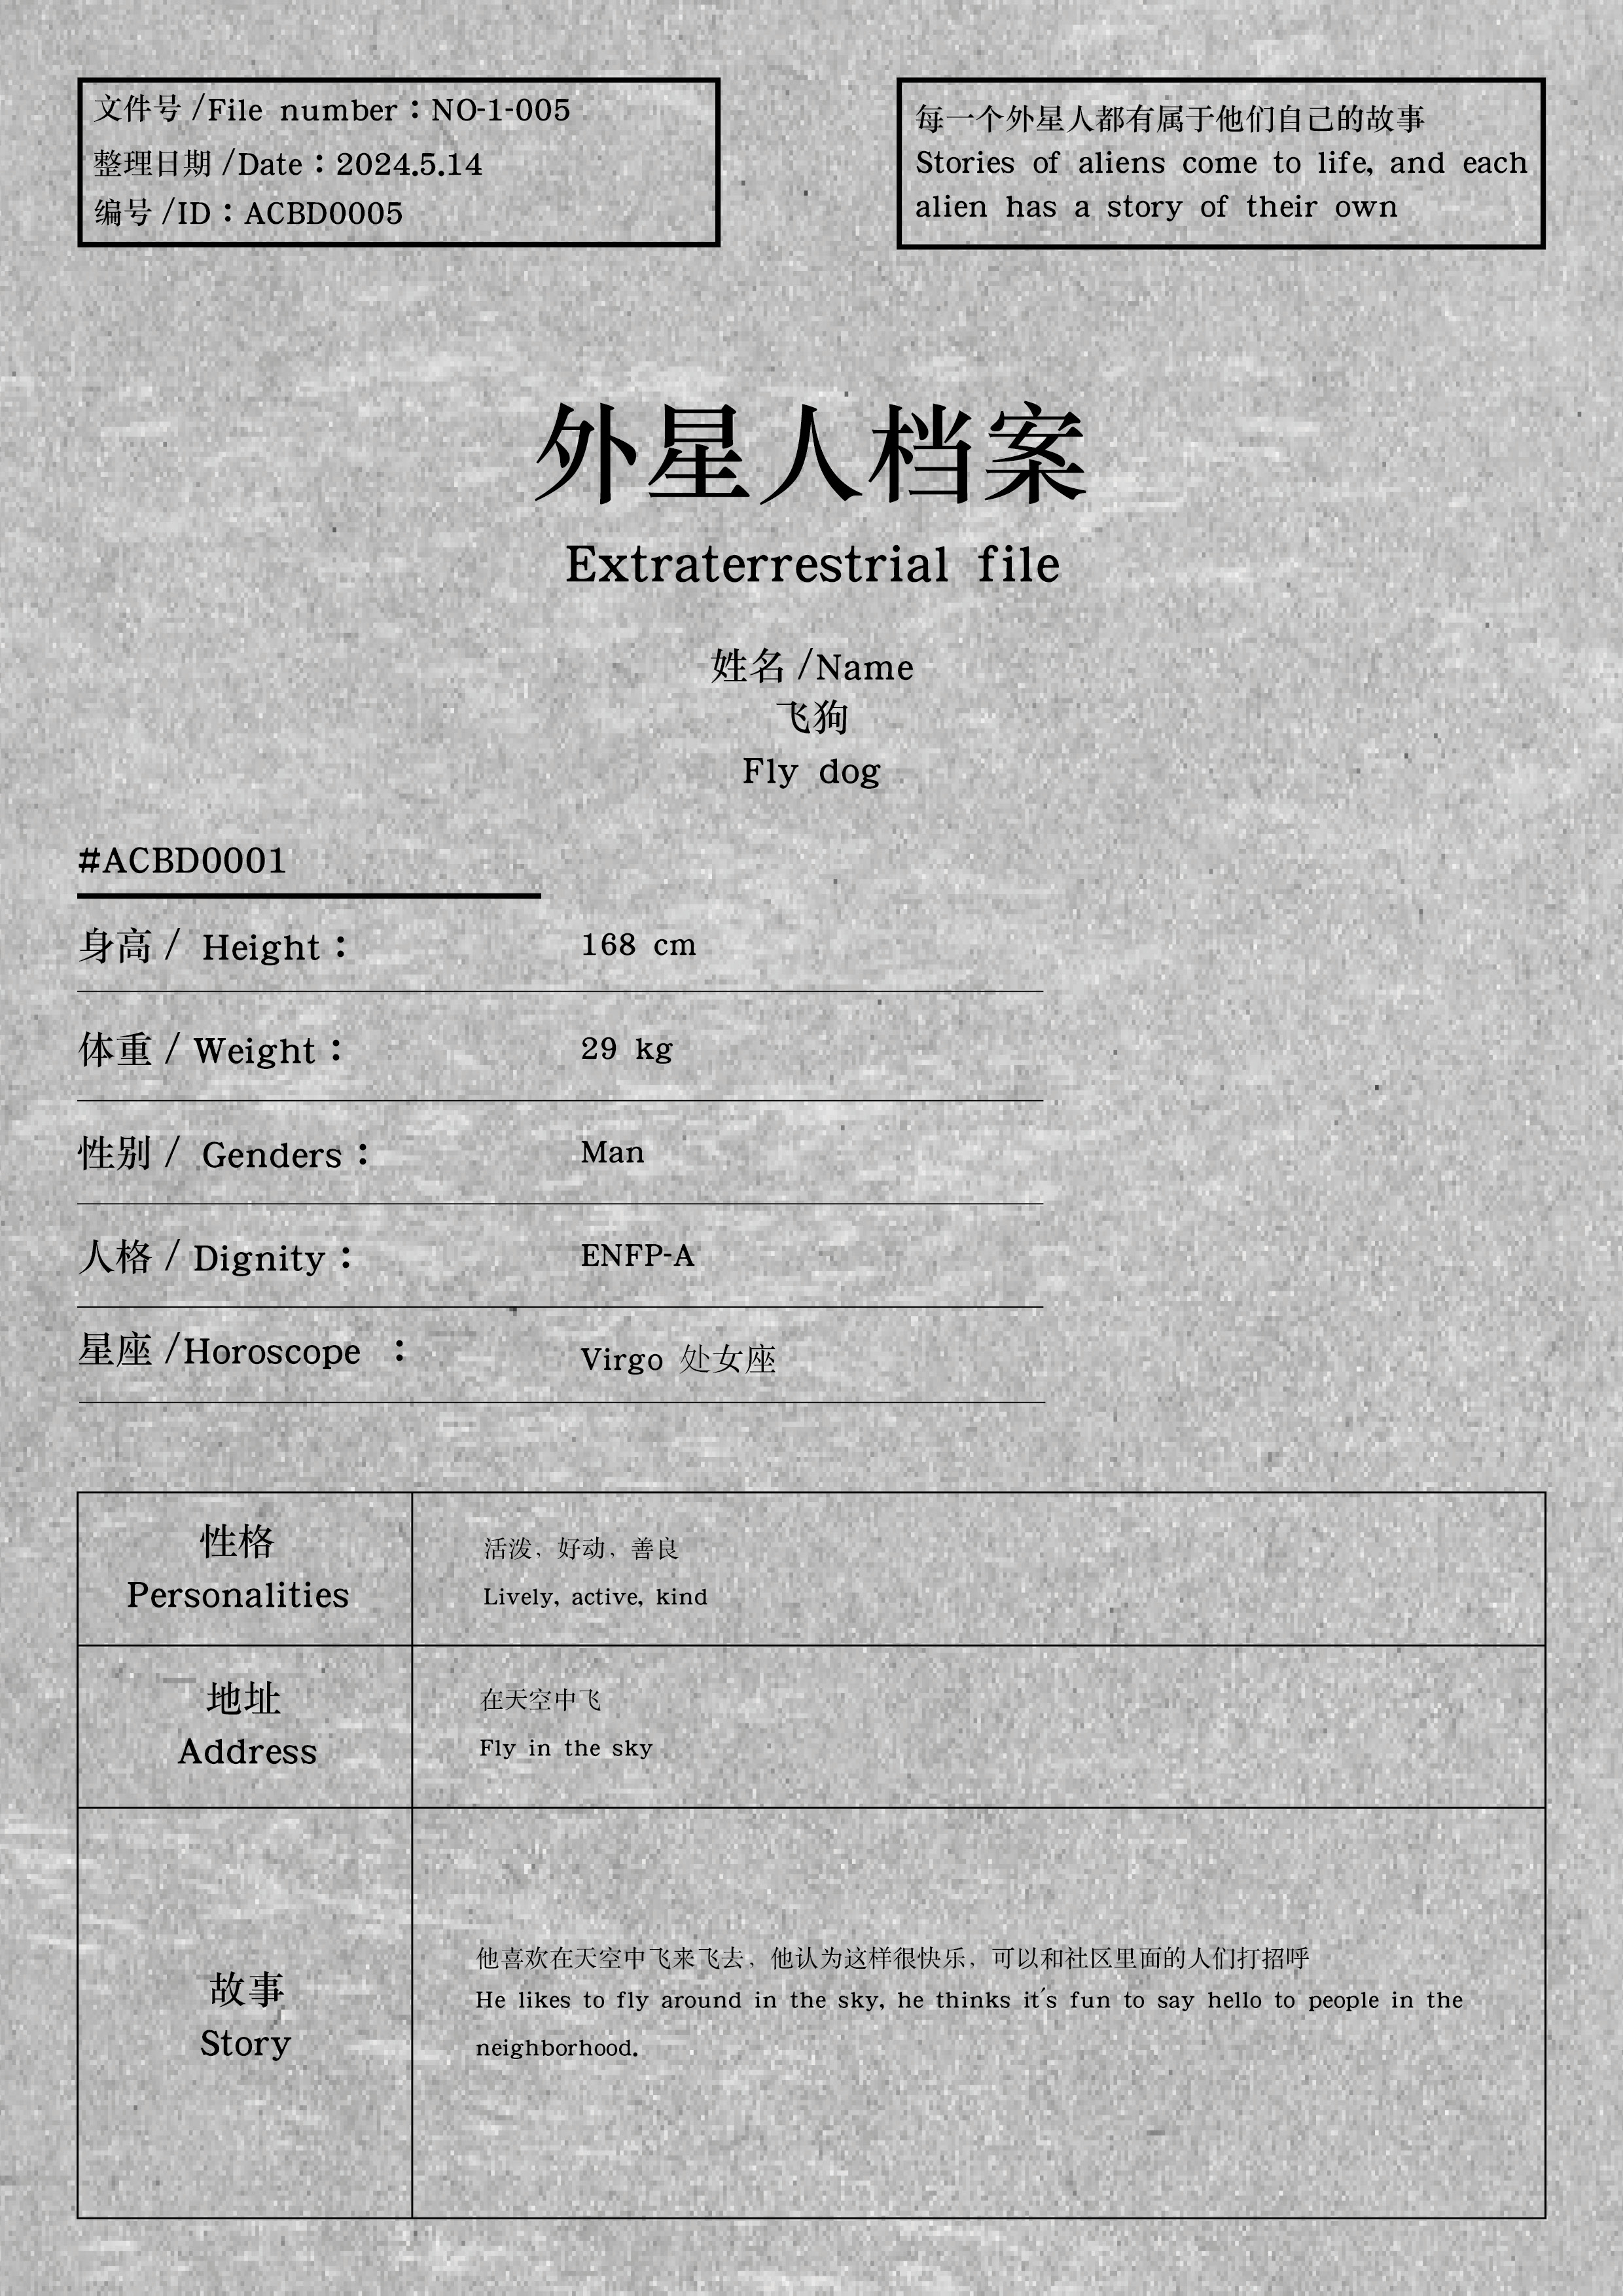 文件号 /File number：NO-1-005
整理日期 /Date：2024.5.14
编号 /ID：ACBD0005
每一个外星人都有属于他们自己的故事
Stories of aliens come to life, and each
alien has a story of their own
外星人档案
Extraterrestrial file
姓名 /Name
飞狗
Fly dog
#ACBD0001
身高 / Height： 168 cm
体重 / Weight： 29 kg
性别 / Genders： Man
人格 / Dignity： ENFP-A
星座 /Horoscope ： Virgo 处女座
性格
Personalities
活泼，好动，善良
Lively, active, kind
地址
Address
在天空中飞
Fly in the sky
故事
Story
他喜欢在天空中飞来飞去，他认为这样很快乐，可以和社区里面的人们打招呼
He likes to fly around in the sky, he thinks it's fun to say hello to people in the
neighborhood.